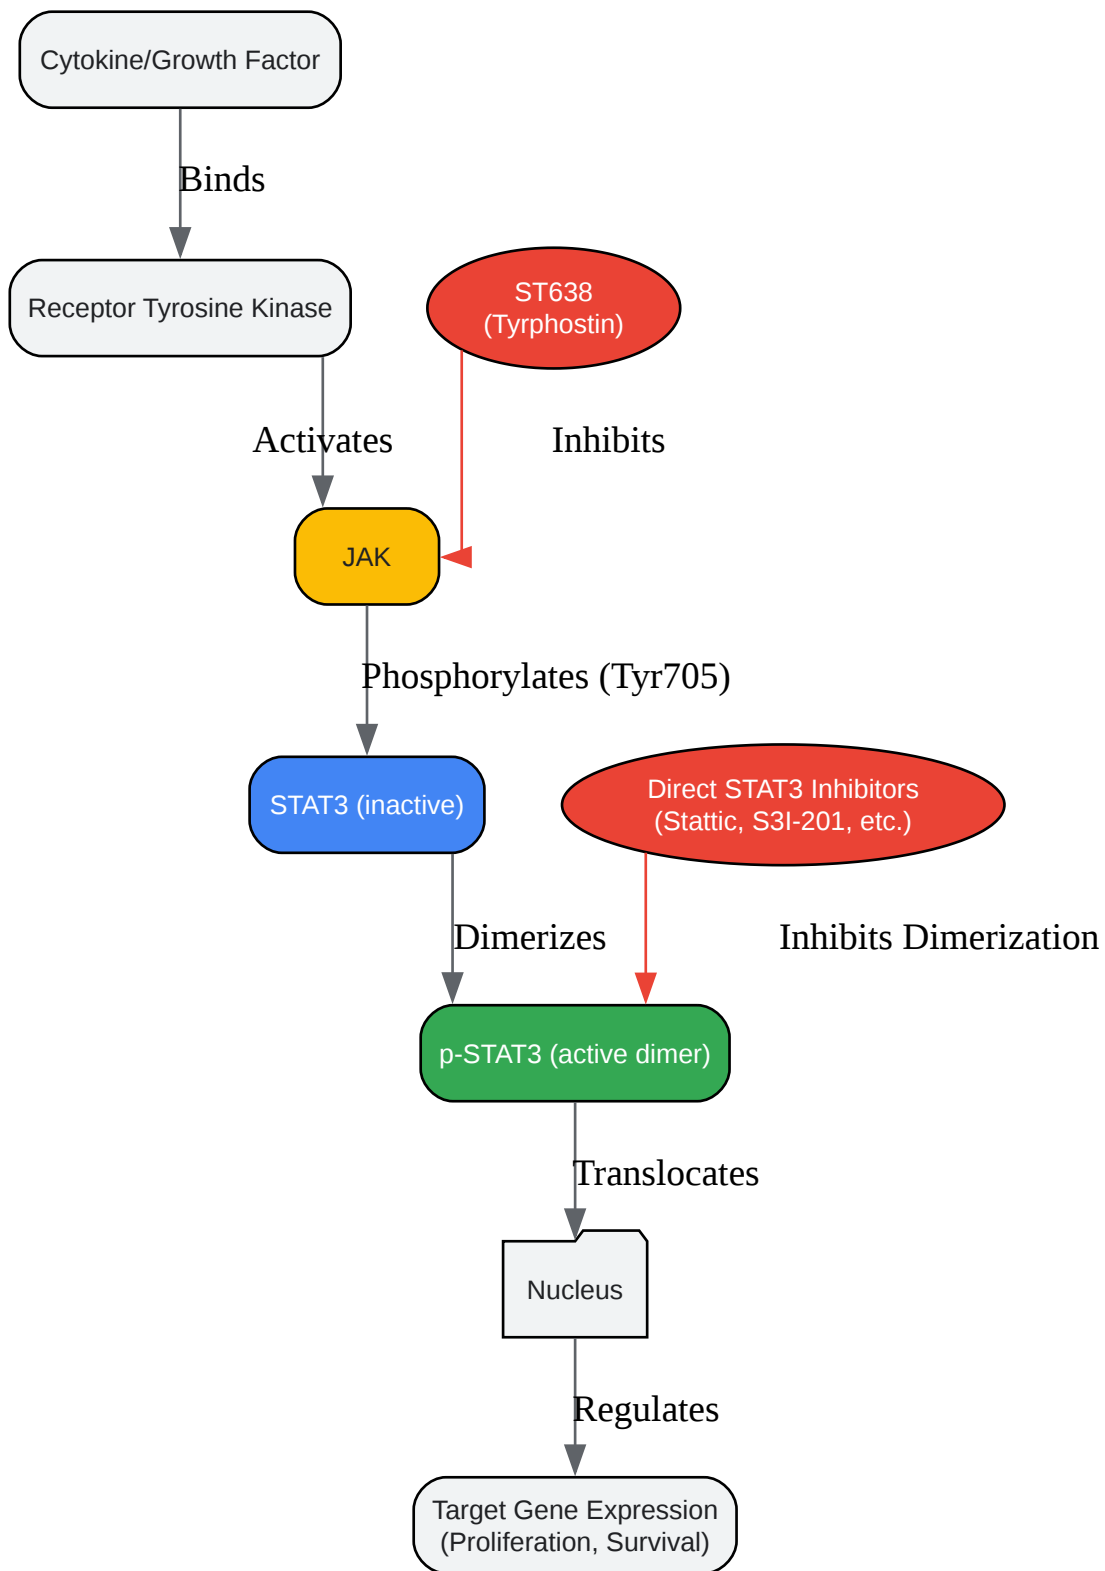 Cytokine/Growth Factor
Binds
Receptor Tyrosine Kinase
ST638
(Tyrphostin)
Activates
Inhibits
JAK
Phosphorylates (Tyr705)
STAT3 (inactive)
Direct STAT3 Inhibitors
(Stattic, S3I-201, etc.)
Dimerizes
Inhibits Dimerization
p-STAT3 (active dimer)
Translocates
Nucleus
Regulates
Target Gene Expression
(Proliferation, Survival)